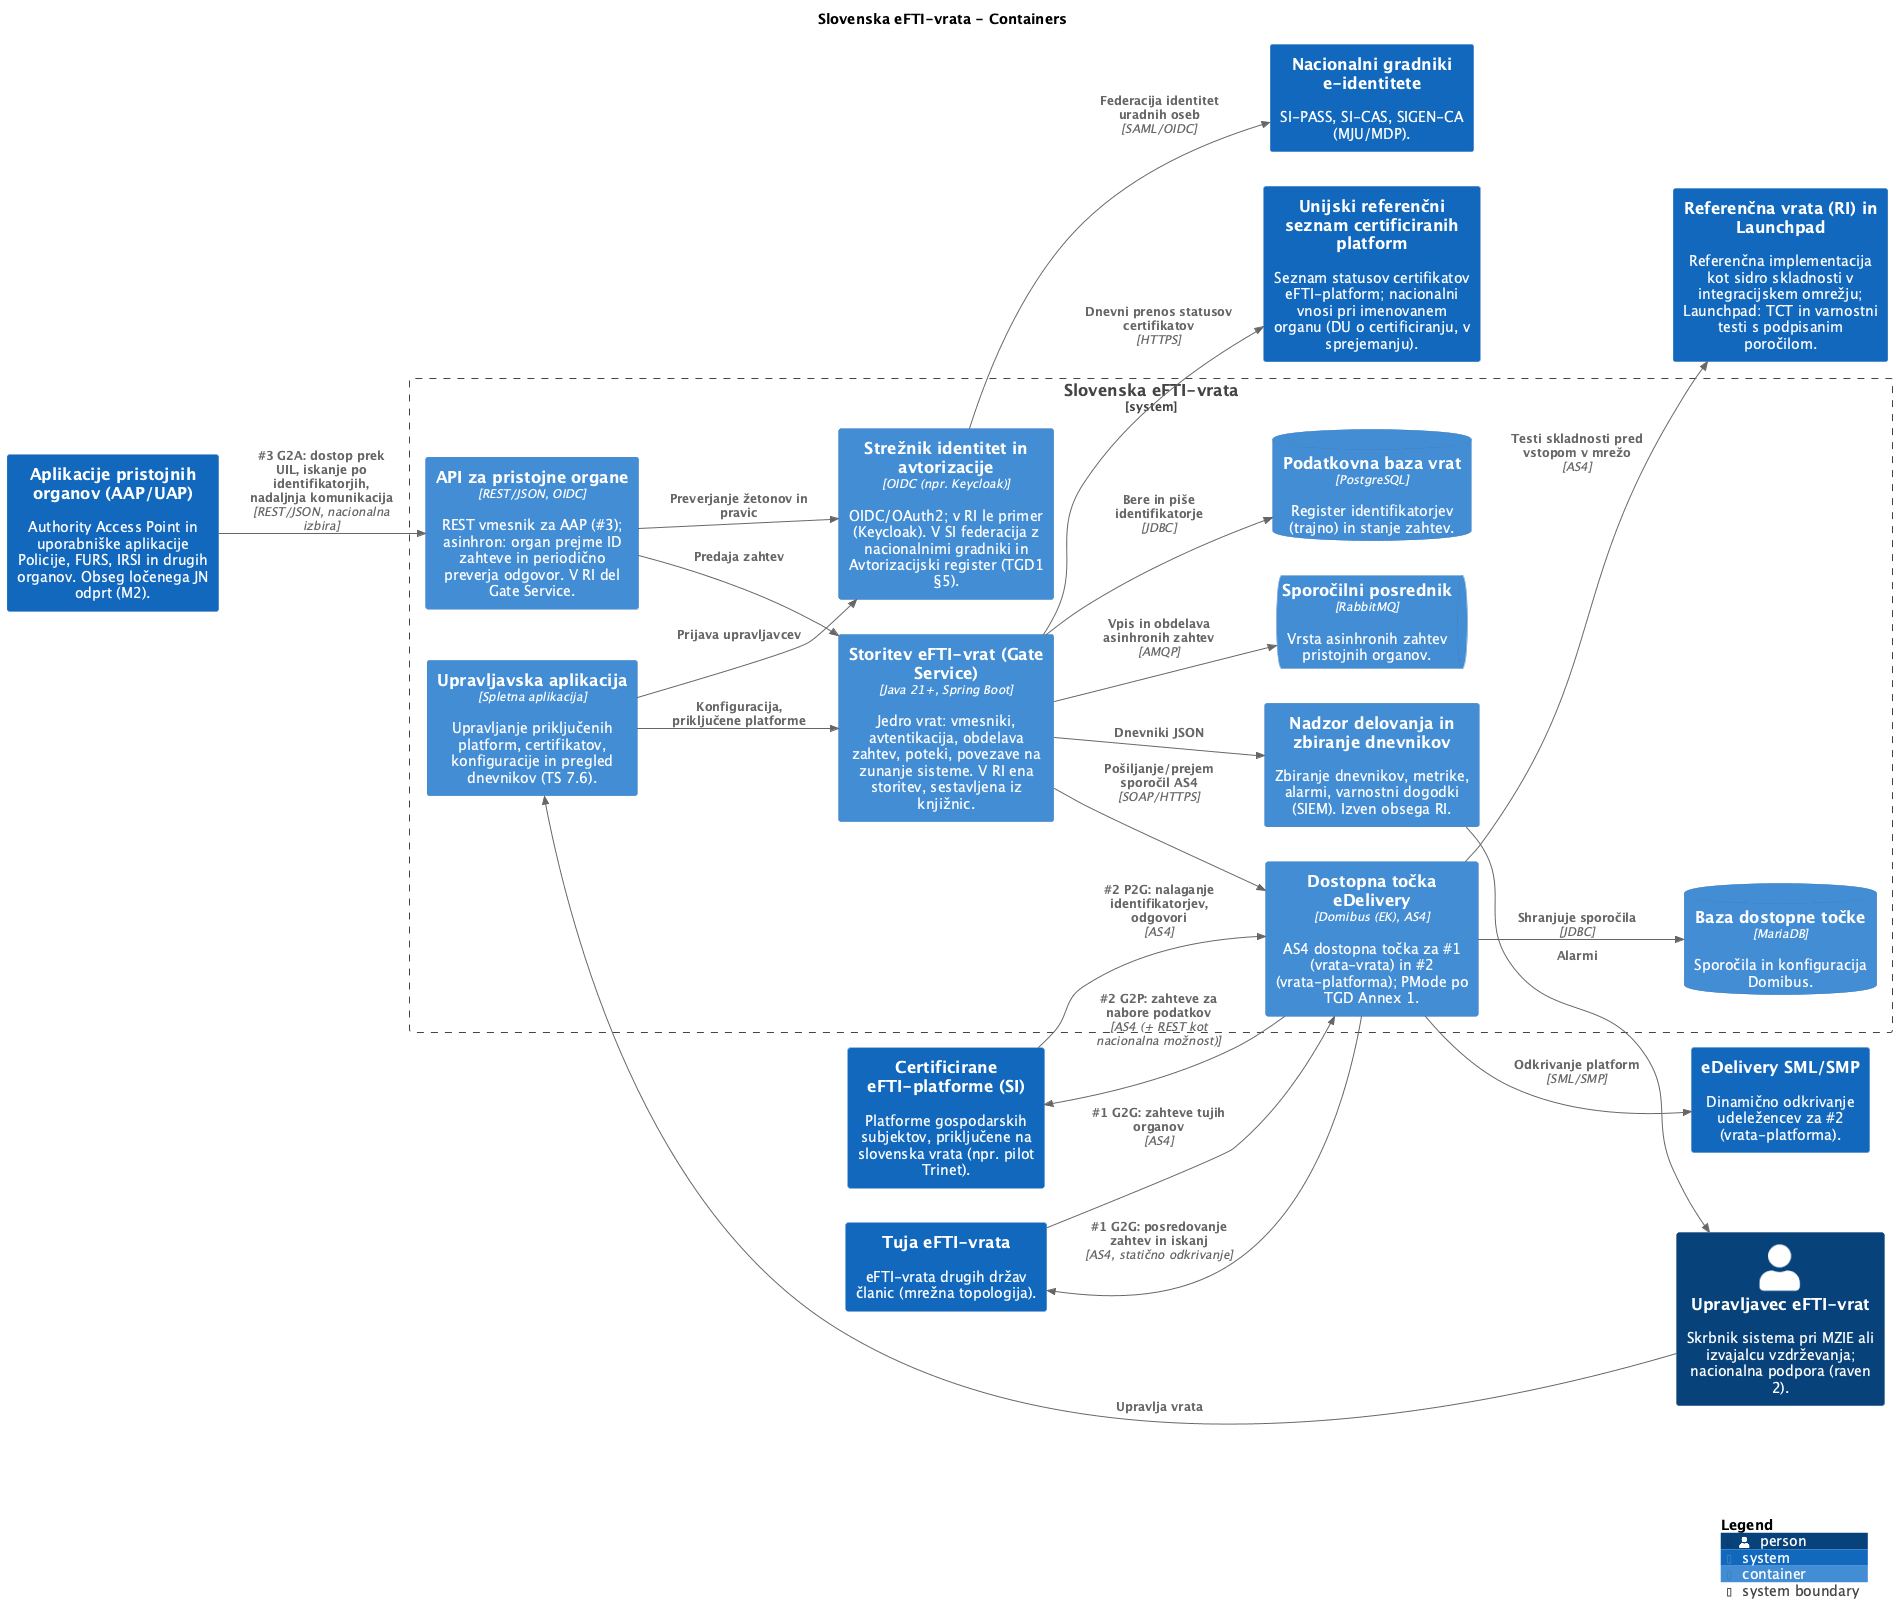 Slovenska eFTI-vrata - Containers
Nacionalni gradniki
e-identitete
SI-PASS, SI-CAS, SIGEN-CA
(MJU/MDP).
Federacija identitet
uradnih oseb
[SAML/OIDC]
Unijski referenčni
seznam certificiranih
platform
Seznam statusov certifikatov
eFTI-platform; nacionalni
vnosi pri imenovanem
organu (DU o certificiranju, v
sprejemanju).
Referenčna vrata (RI) in
Launchpad
Referenčna implementacija
kot sidro skladnosti v
integracijskem omrežju;
Launchpad: TCT in varnostni
testi s podpisanim
poročilom.
Dnevni prenos statusov
certifikatov
[HTTPS]
Slovenska eFTI-vrata
[system]
Aplikacije pristojnih
organov (AAP/UAP)
Authority Access Point in
uporabniške aplikacije
Policije, FURS, IRSI in drugih
organov. Obseg ločenega JN
odprt (M2).
#3 G2A: dostop prek
UIL, iskanje po
identifikatorjih,
nadaljnja komunikacija
[REST/JSON, nacionalna
izbira]
API za pristojne organe
[REST/JSON, OIDC]
REST vmesnik za AAP (#3);
asinhron: organ prejme ID
zahteve in periodično
preverja odgovor. V RI del
Gate Service.
Preverjanje žetonov in
pravic
Predaja zahtev
Strežnik identitet in
avtorizacije
[OIDC (npr. Keycloak)]
OIDC/OAuth2; v RI le primer
(Keycloak). V SI federacija z
nacionalnimi gradniki in
Avtorizacijski register (TGD1
§5).
Podatkovna baza vrat
[PostgreSQL]
Register identifikatorjev
(trajno) in stanje zahtev.
Testi skladnosti pred
vstopom v mrežo
[AS4]
Bere in piše
identifikatorje
[JDBC]
Sporočilni posrednik
[RabbitMQ]
Vrsta asinhronih zahtev
pristojnih organov.
Vpis in obdelava
asinhronih zahtev
[AMQP]
Prijava upravljavcev
Upravljavska aplikacija
[Spletna aplikacija]
Upravljanje priključenih
platform, certifikatov,
konfiguracije in pregled
dnevnikov (TS 7.6).
Konfiguracija,
priključene platforme
Storitev eFTI-vrat (Gate
Service)
[Java 21+, Spring Boot]
Jedro vrat: vmesniki,
avtentikacija, obdelava
zahtev, poteki, povezave na
zunanje sisteme. V RI ena
storitev, sestavljena iz
knjižnic.
Dnevniki JSON
Nadzor delovanja in
zbiranje dnevnikov
Zbiranje dnevnikov, metrike,
alarmi, varnostni dogodki
(SIEM). Izven obsega RI.
Pošiljanje/prejem
sporočil AS4
[SOAP/HTTPS]
Dostopna točka
eDelivery
[Domibus (EK), AS4]
AS4 dostopna točka za #1
(vrata-vrata) in #2
(vrata-platforma); PMode po
TGD Annex 1.
#2 P2G: nalaganje
identifikatorjev,
odgovori
[AS4]
Shranjuje sporočila
[JDBC]
Alarmi
Baza dostopne točke
[MariaDB]
Sporočila in konfiguracija
Domibus.
#2 G2P: zahteve za
nabore podatkov
[AS4 (± REST kot
nacionalna možnost)]
Certificirane
eFTI-platforme (SI)
Platforme gospodarskih
subjektov, priključene na
slovenska vrata (npr. pilot
Trinet).
Odkrivanje platform
[SML/SMP]
eDelivery SML/SMP
Dinamično odkrivanje
udeležencev za #2
(vrata-platforma).
#1 G2G: zahteve tujih
organov
[AS4]
Tuja eFTI-vrata
eFTI-vrata drugih držav
članic (mrežna topologija).
#1 G2G: posredovanje
zahtev in iskanj
[AS4, statično odkrivanje]
Upravljavec eFTI-vrat
Skrbnik sistema pri MZIE ali
izvajalcu vzdrževanja;
nacionalna podpora (raven
2).
Upravlja vrata
Legend
person
system
container
system boundary